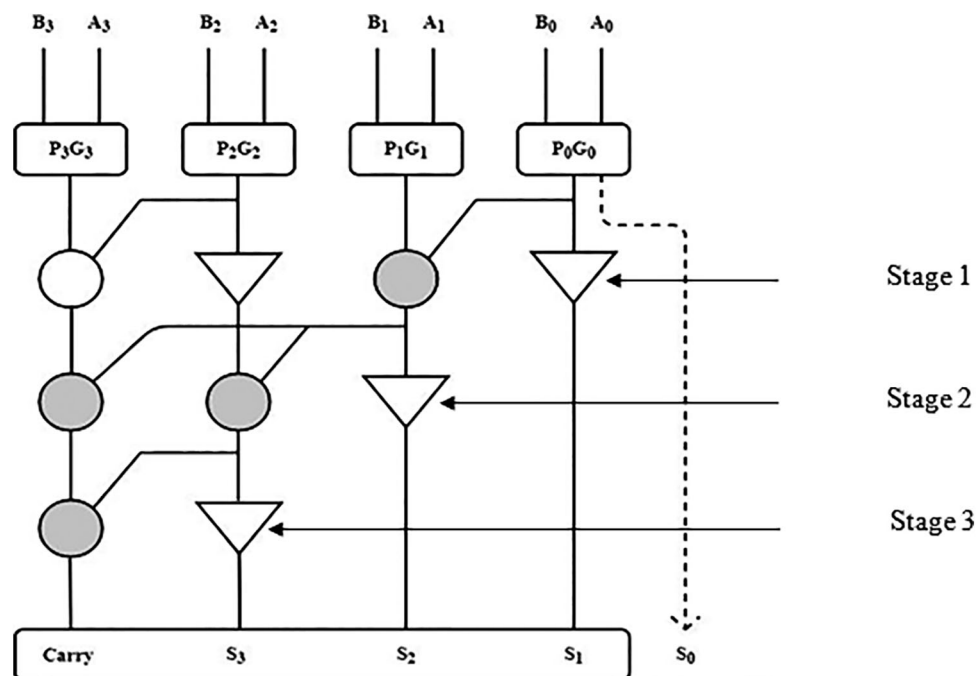 B₃ A₃ B₂ A₂ B₁ A₁ B₀ A₀
P₃G₃ P₂G₂ P₁G₁ P₀G₀
Stage 1
Stage 2
Stage 3
Carry S₃ S₂ S₁ S₀